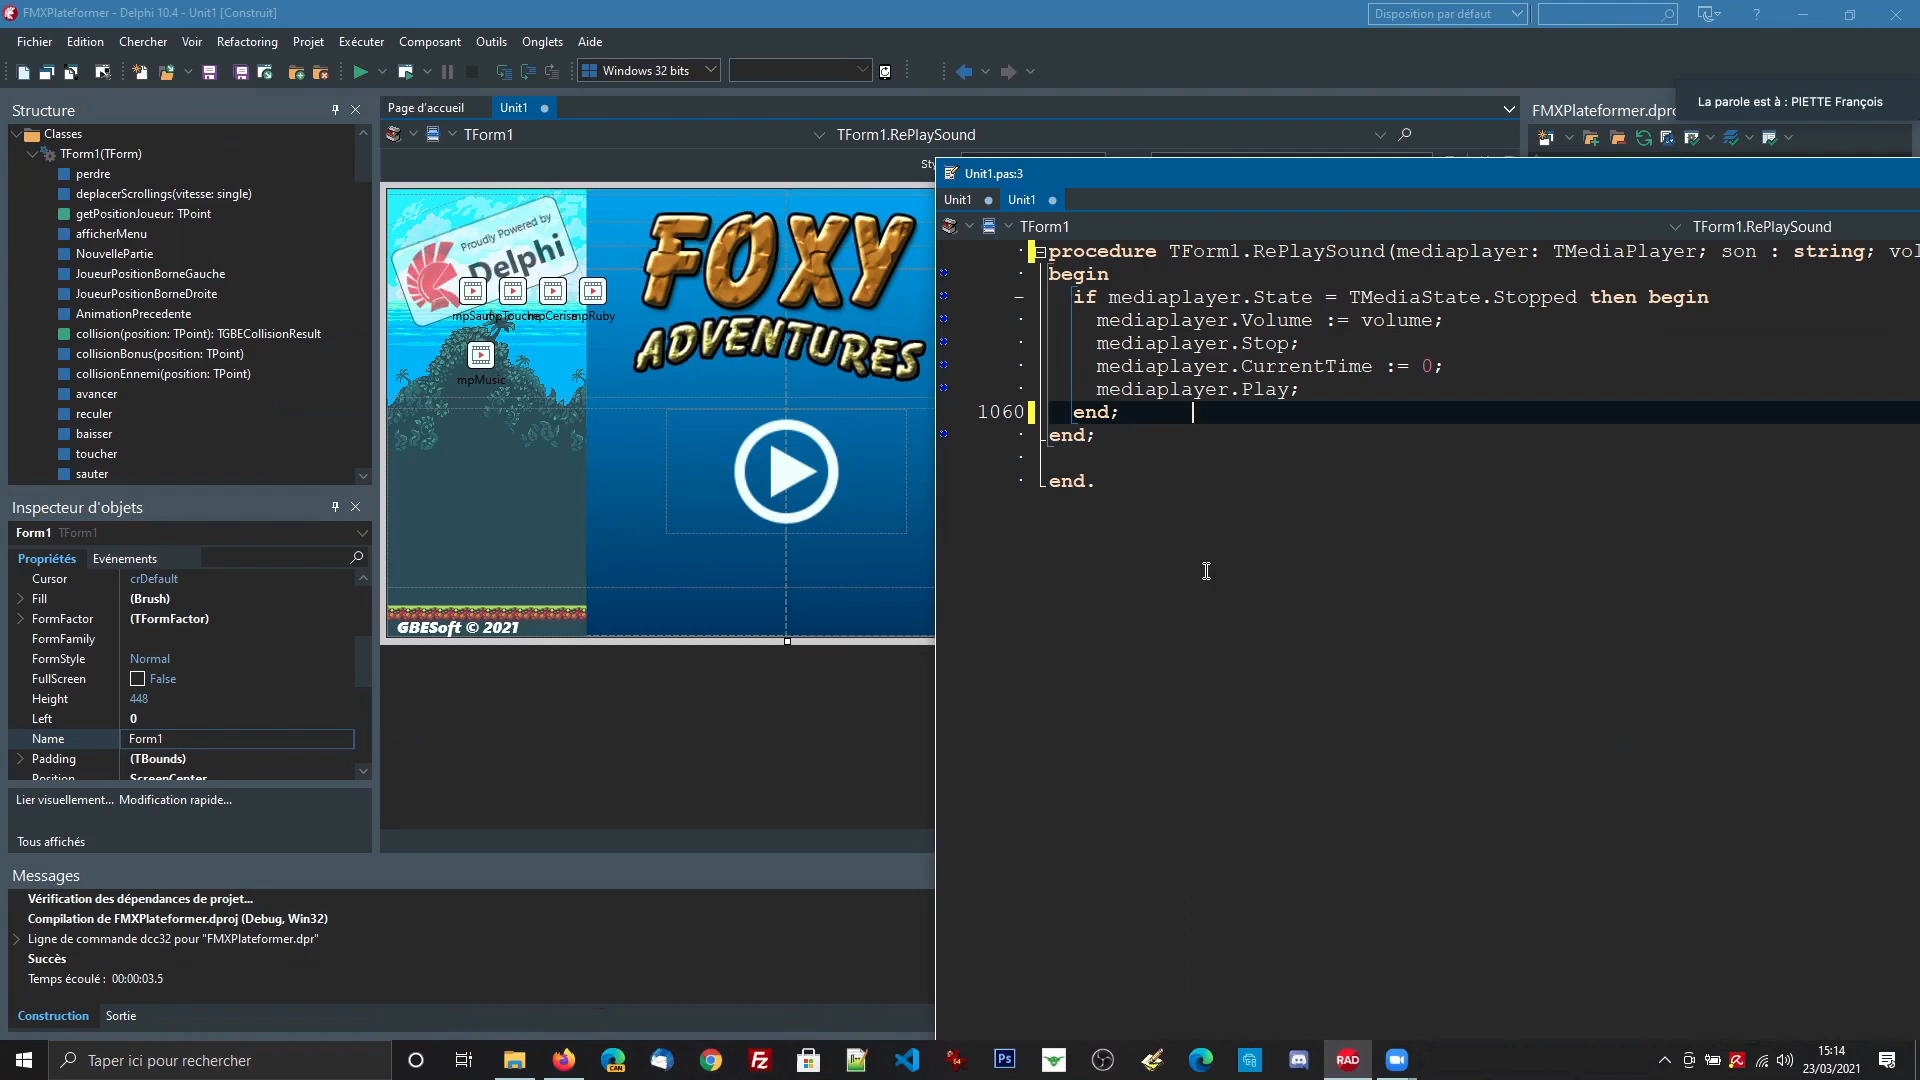 FMXPlateformer - Delphi 10.4 - Unit1 [Construit]
Disposition par défaut
?
Fichier Edition Chercher Voir Refactoring Projet Exécuter Composant Outils Onglets Aide
Windows 32 bits
Structure
Page d'accueil Unit1
FMXPlateformer.dpro
La parole est à : PIETTE François
TForm1 TForm1.RePlaySound
Classes
TForm1(TForm)
perdre
deplacerScrollings(vitesse: single)
getPositionJoueur: TPoint
afficherMenu
NouvellePartie
JoueurPositionBorneGauche
JoueurPositionBorneDroite
AnimationPrecedente
collision(position: TPoint): TGBECollisionResult
collisionBonus(position: TPoint)
collisionEnnemi(position: TPoint)
avancer
reculer
baisser
toucher
sauter
Sty
Proudly Powered by
Delphi
mpMusic
FOXY
ADVENTURES
GBESoft © 2021
Unit1.pas:3
Unit1 Unit1
TForm1 TForm1.RePlaySound
procedure TForm1.RePlaySound(mediaplayer: TMediaPlayer; son : string; vol
begin
if mediaplayer.State = TMediaState.Stopped then begin
mediaplayer.Volume := volume;
mediaplayer.Stop;
mediaplayer.CurrentTime := 0;
mediaplayer.Play;
1060 end;
end;
end.
Inspecteur d'objets
Form1 TForm1
Propriétés Evénements
Cursor crDefault
Fill (Brush)
FormFactor (TFormFactor)
FormFamily
FormStyle Normal
FullScreen False
Height 448
Left 0
Name Form1
Padding (TBounds)
Position ScreenCenter
Lier visuellement... Modification rapide...
Tous affichés
Messages
Vérification des dépendances de projet...
Compilation de FMXPlateformer.dproj (Debug, Win32)
Ligne de commande dcc32 pour "FMXPlateformer.dpr"
Succès
Temps écoulé : 00:00:03.5
Construction Sortie
Taper ici pour rechercher
CAN
Ps
RAD
15:14
23/03/2021